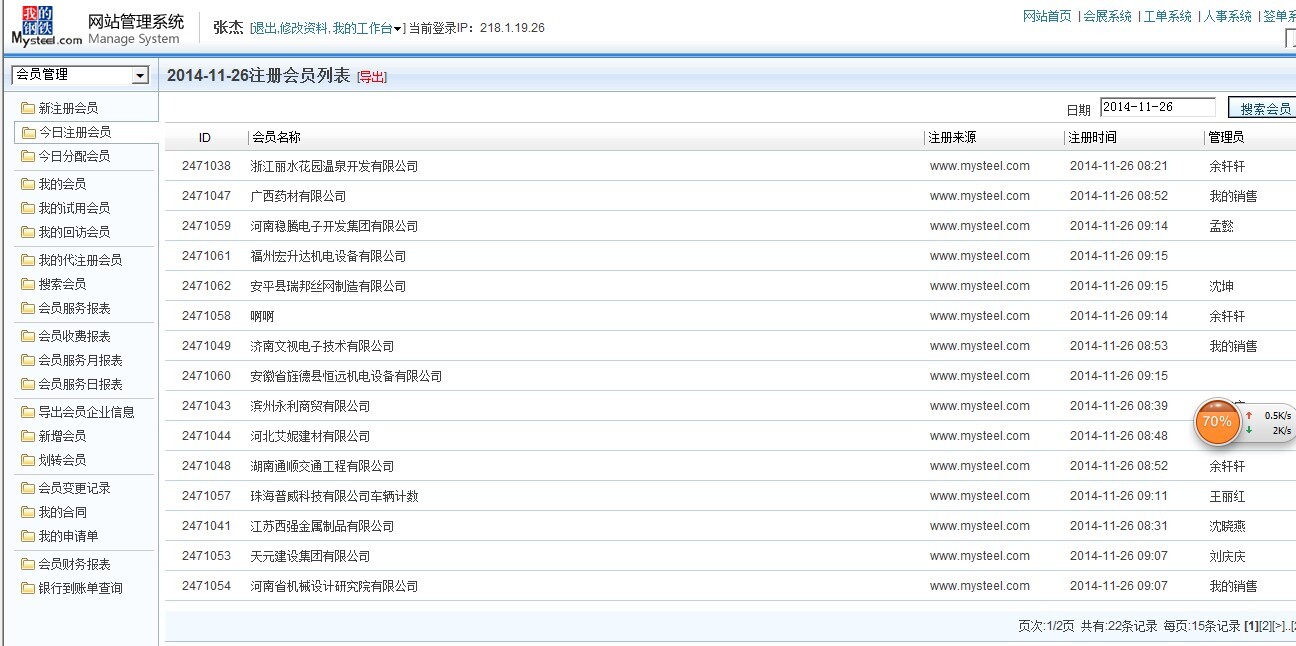 我的钢铁 Mysteel.com 网站管理系统 Manage System 张杰 [退出,修改资料,我的工作台▾] 当前登录IP：218.1.19.26 网站首页 | 会展系统 | 工单系统 | 人事系统 | 签单系
会员管理
2014-11-26注册会员列表 [导出]
新注册会员
今日注册会员
今日分配会员
我的会员
我的试用会员
我的回访会员
我的代注册会员
搜索会员
会员服务报表
会员收费报表
会员服务月报表
会员服务日报表
导出会员企业信息
新增会员
划转会员
会员变更记录
我的合同
我的申请单
会员财务报表
银行到账单查询
日期 2014-11-26 搜索会员
ID 会员名称 注册来源 注册时间 管理员
2471038 浙江丽水花园温泉开发有限公司 www.mysteel.com 2014-11-26 08:21 余轩轩
2471047 广西药材有限公司 www.mysteel.com 2014-11-26 08:52 我的销售
2471059 河南稳腾电子开发集团有限公司 www.mysteel.com 2014-11-26 09:14 孟懿
2471061 福州宏升达机电设备有限公司 www.mysteel.com 2014-11-26 09:15
2471062 安平县瑞邦丝网制造有限公司 www.mysteel.com 2014-11-26 09:15 沈坤
2471058 啊啊 www.mysteel.com 2014-11-26 09:14 余轩轩
2471049 济南文视电子技术有限公司 www.mysteel.com 2014-11-26 08:53 我的销售
2471060 安徽省旌德县恒远机电设备有限公司 www.mysteel.com 2014-11-26 09:15
2471043 滨州永利商贸有限公司 www.mysteel.com 2014-11-26 08:39
2471044 河北艾妮建材有限公司 www.mysteel.com 2014-11-26 08:48
70% 0.5K/s
2K/s
2471048 湖南通顺交通工程有限公司 www.mysteel.com 2014-11-26 08:52 余轩轩
2471057 珠海普威科技有限公司车辆计数 www.mysteel.com 2014-11-26 09:11 王丽红
2471041 江苏西强金属制品有限公司 www.mysteel.com 2014-11-26 08:31 沈晓燕
2471053 天元建设集团有限公司 www.mysteel.com 2014-11-26 09:07 刘庆庆
2471054 河南省机械设计研究院有限公司 www.mysteel.com 2014-11-26 09:07 我的销售
页次:1/2页 共有:22条记录 每页:15条记录 [1][2][>]..[2